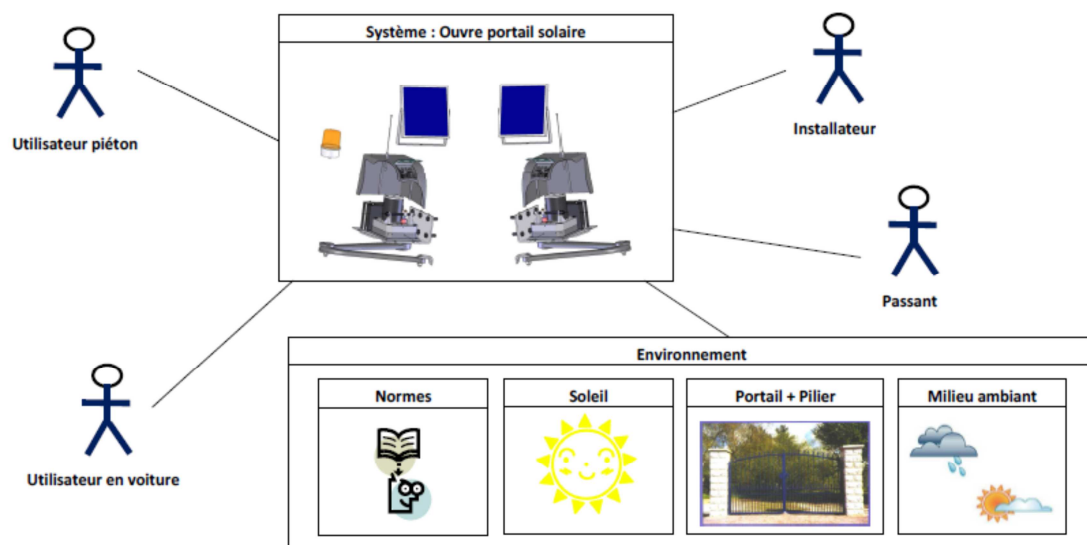 Système : Ouvre portail solaire
Utilisateur piéton
Installateur
Passant
Utilisateur en voiture
Environnement
Normes
Soleil
Portail + Pilier
Milieu ambiant